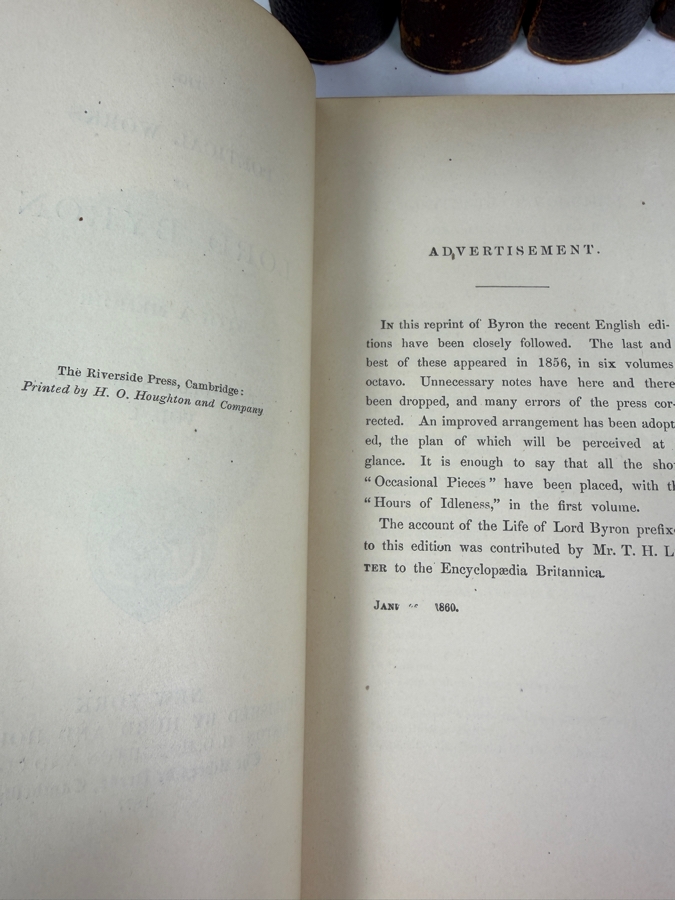 The Riverside Press, Cambridge:
Printed by H. O. Houghton and Company
ADVERTISEMENT.
In this reprint of Byron the recent English edi-
tions have been closely followed. The last and
best of these appeared in 1856, in six volumes
octavo. Unnecessary notes have here and there
been dropped, and many errors of the press cor-
rected. An improved arrangement has been adopt-
ed, the plan of which will be perceived at
glance. It is enough to say that all the
"Occasional Pieces" have been placed, with
"Hours of Idleness," in the first volume.
The account of the Life of Lord Byron
to this edition was contributed by Mr. T. H.
TER to the Encyclopædia Britannica.
1860.